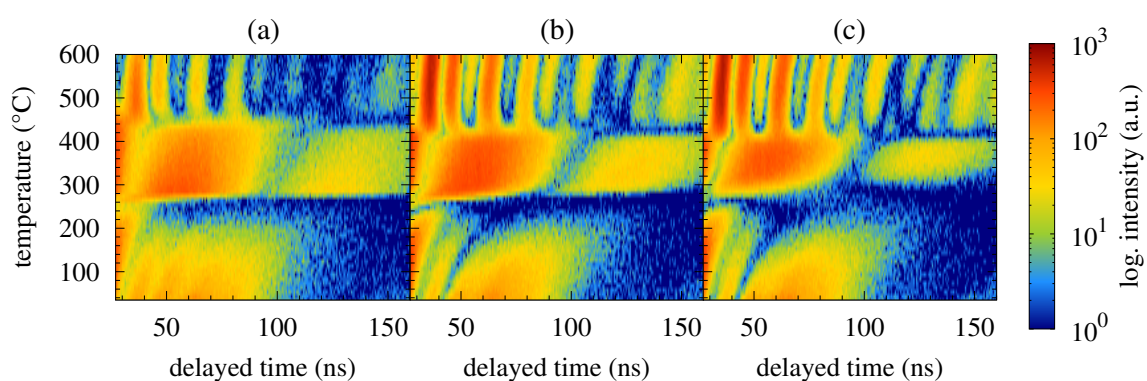 (a) (b) (c)
temperature (°C)
600
500
400
300
200
100
50 100 150 50 100 150 50 100 150
delayed time (ns) delayed time (ns) delayed time (ns)
10³
10²
10¹
10⁰
log. intensity (a.u.)